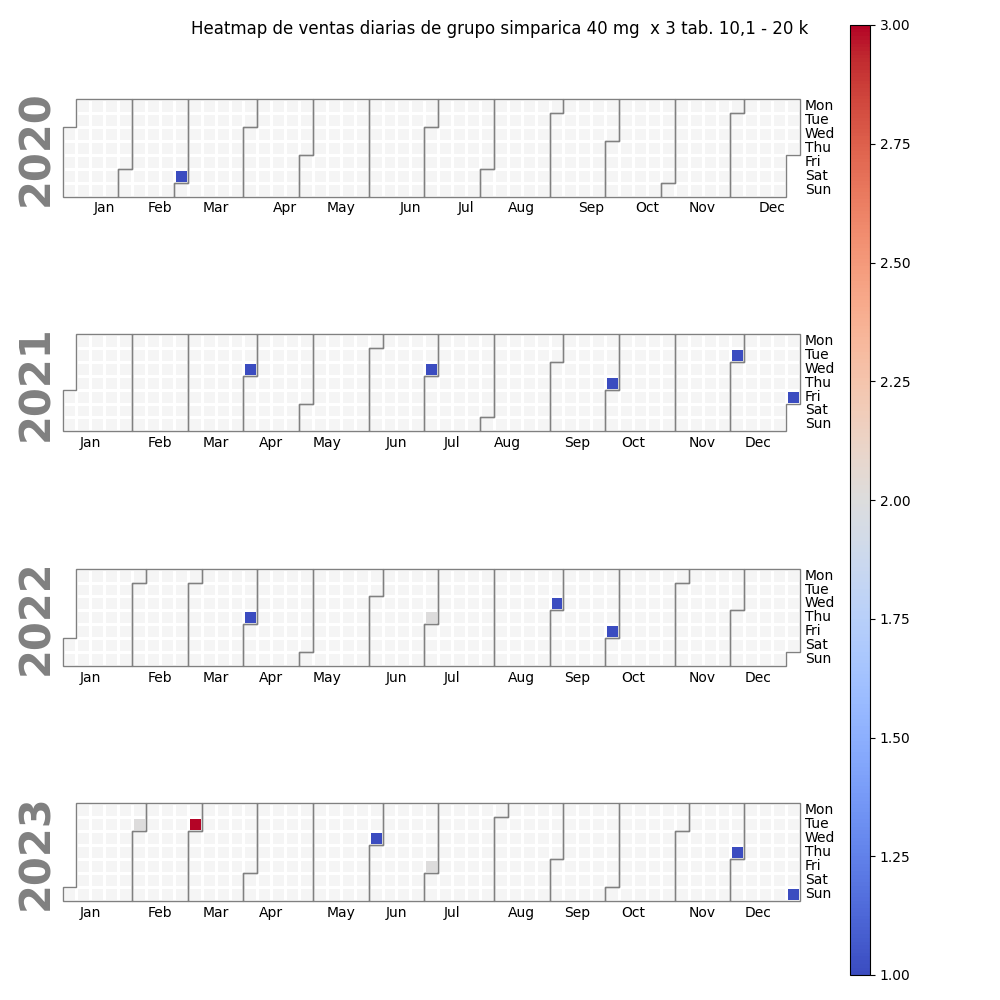 Heatmap de ventas diarias de grupo simparica 40 mg  x 3 tab. 10,1 - 20 k
2020
Mon
Tue
Wed
Thu
Fri
Sat
Sun
Jan Feb Mar Apr May Jun Jul Aug Sep Oct Nov Dec
2021
Mon
Tue
Wed
Thu
Fri
Sat
Sun
Jan Feb Mar Apr May Jun Jul Aug Sep Oct Nov Dec
2022
Mon
Tue
Wed
Thu
Fri
Sat
Sun
Jan Feb Mar Apr May Jun Jul Aug Sep Oct Nov Dec
2023
Mon
Tue
Wed
Thu
Fri
Sat
Sun
Jan Feb Mar Apr May Jun Jul Aug Sep Oct Nov Dec
3.00
2.75
2.50
2.25
2.00
1.75
1.50
1.25
1.00